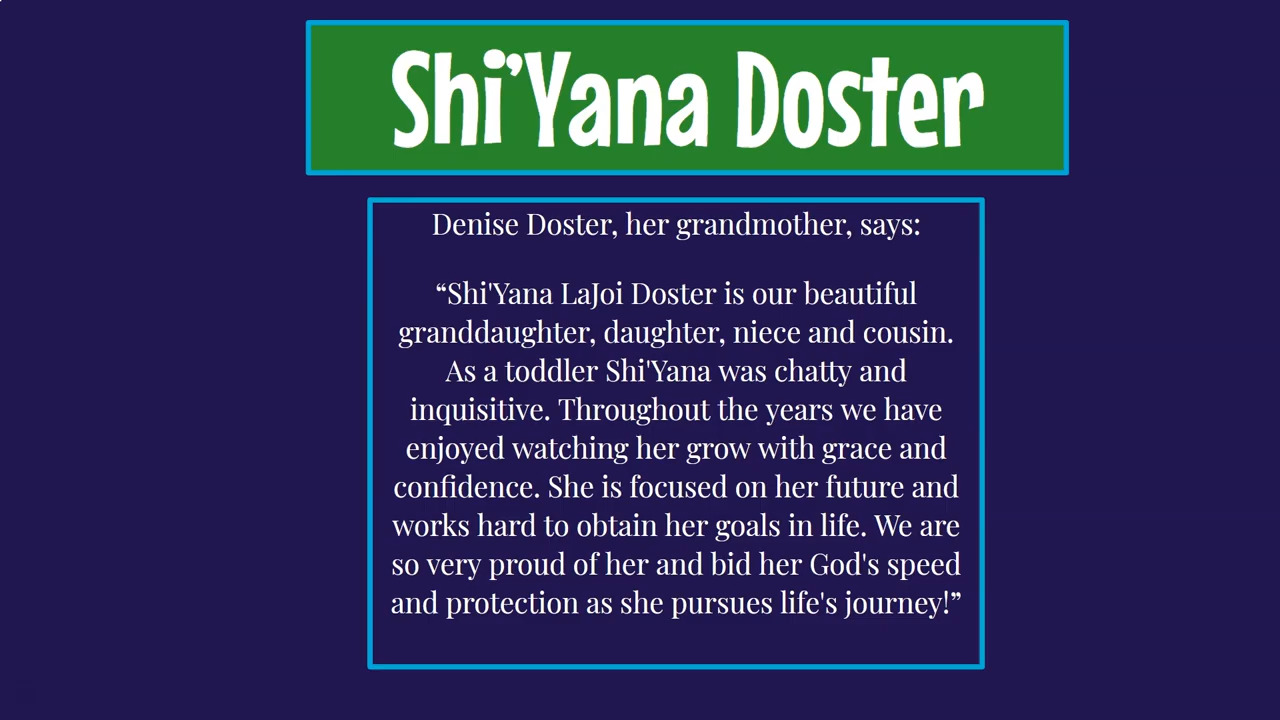 Shi’Yana Doster
Denise Doster, her grandmother, says:
“Shi'Yana LaJoi Doster is our beautiful
granddaughter, daughter, niece and cousin.
As a toddler Shi'Yana was chatty and
inquisitive. Throughout the years we have
enjoyed watching her grow with grace and
confidence. She is focused on her future and
works hard to obtain her goals in life. We are
so very proud of her and bid her God's speed
and protection as she pursues life's journey!”